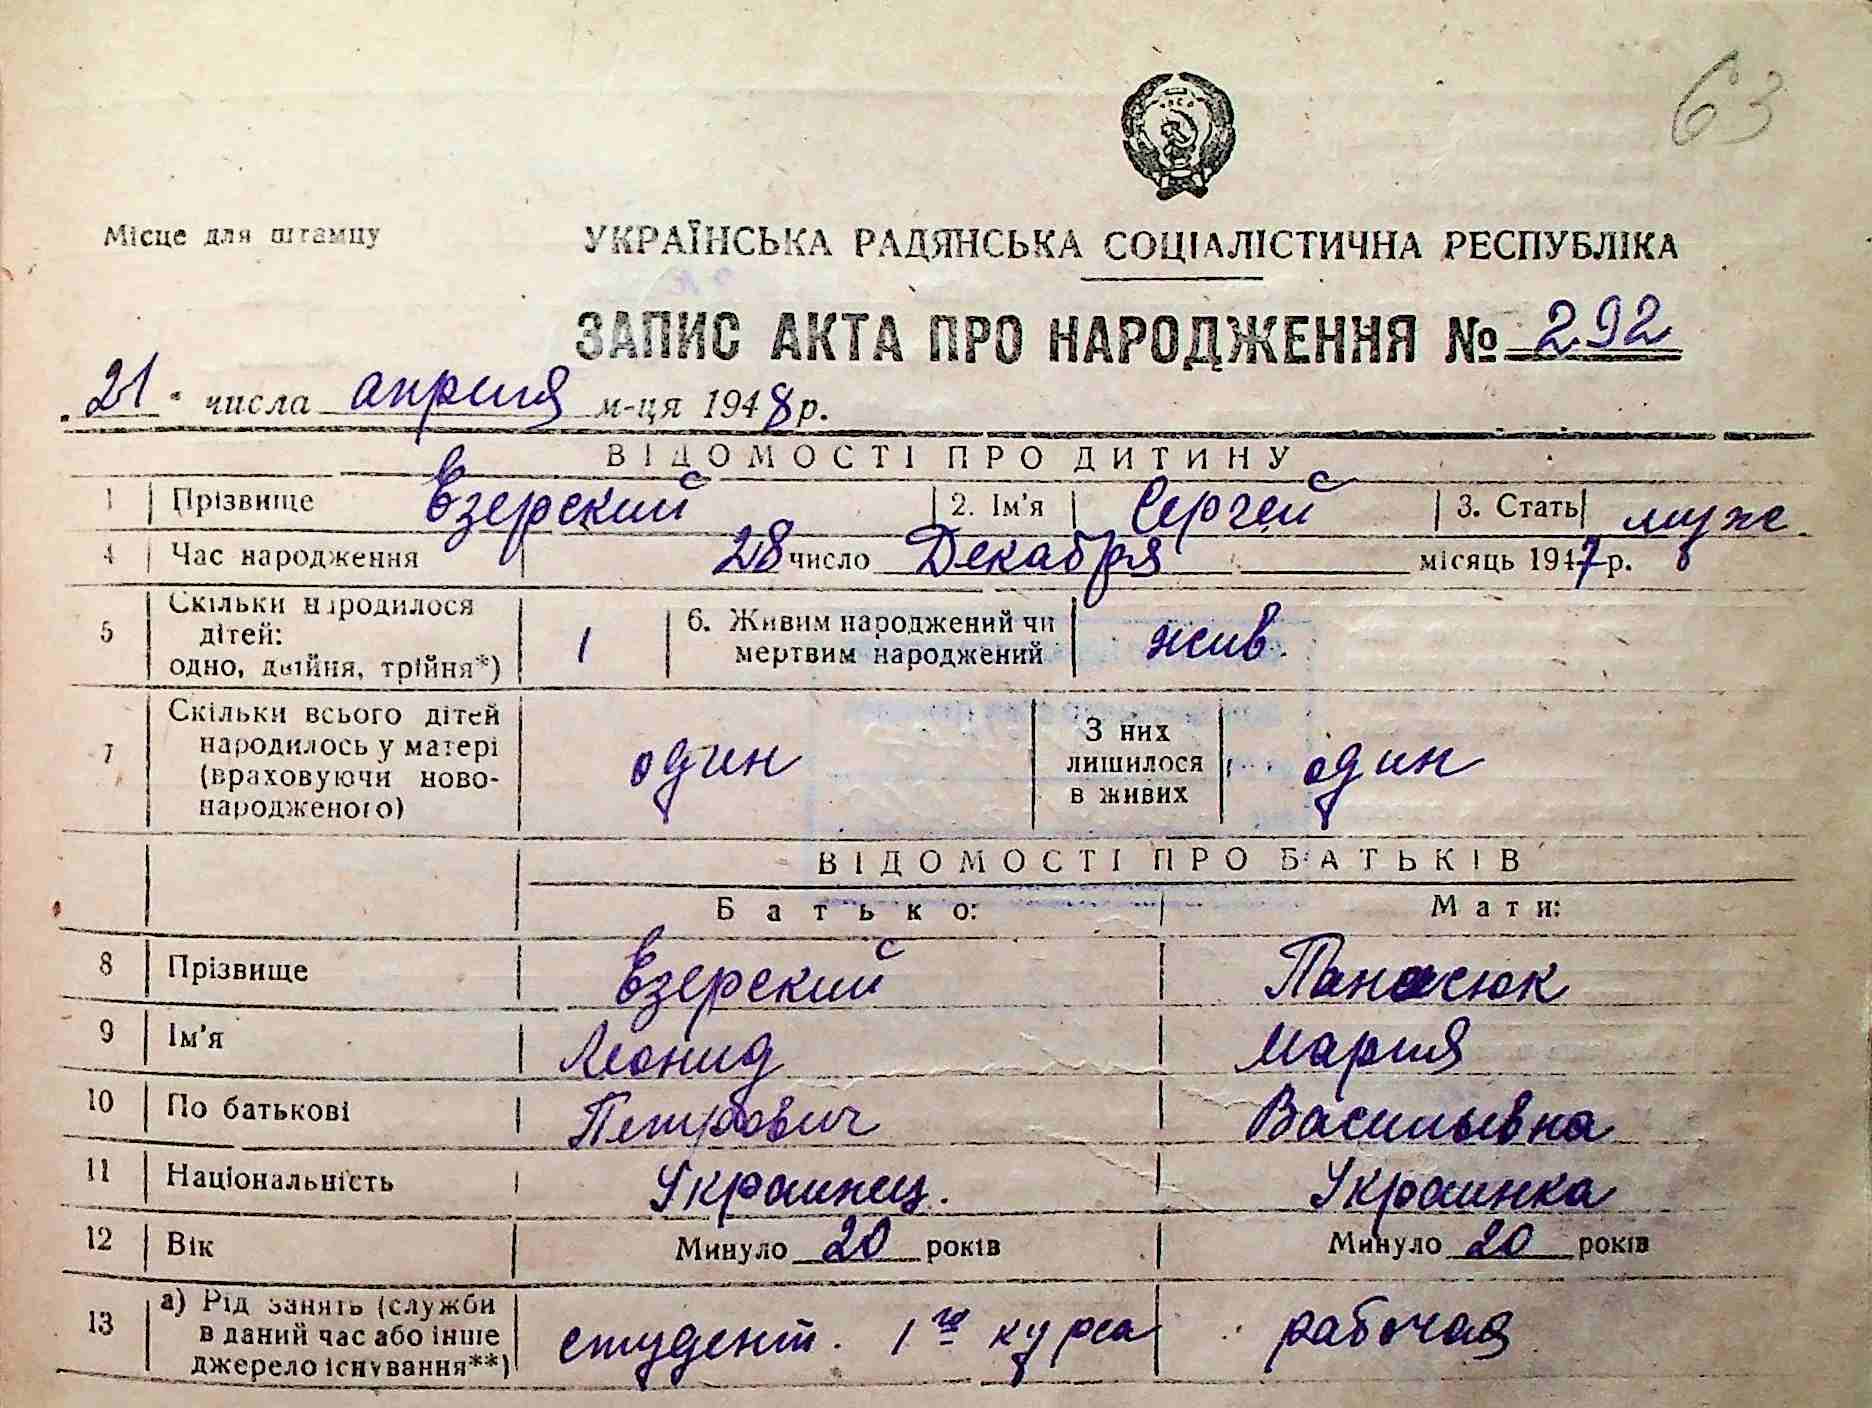 63
Місце для штампу
УКРАЇНСЬКА РАДЯНСЬКА СОЦІАЛІСТИЧНА РЕСПУБЛІКА
ЗАПИС АКТА ПРО НАРОДЖЕННЯ № 292
„21" числа апреля м-ця 1948 р.
ВІДОМОСТІ ПРО ДИТИНУ
1 Прізвище Езерский 2. Ім'я Сергей 3. Стать муже
4 Час народження 28 число Декабря місяць 1947 р.
5 Скільки народилося
дітей:
одно, двійня, трійня*) 1
6. Живим народжений чи
мертвим народжений жив.
7 Скільки всього дітей
народилось у матері
(враховуючи ново-
народженого) один
З них
лишилося
в живих один
ВІДОМОСТІ ПРО БАТЬКІВ
Батько: Мати:
8 Прізвище Езерский Панасюк
9 Ім'я Леонид Мария
10 По батькові Петрович Васильевна
11 Національність Украинец. Украинка
12 Вік Минуло 20 років Минуло 20 років
13 а) Рід занять (служби
в даний час або інше
джерело існування**) студент. 1го курса рабочая